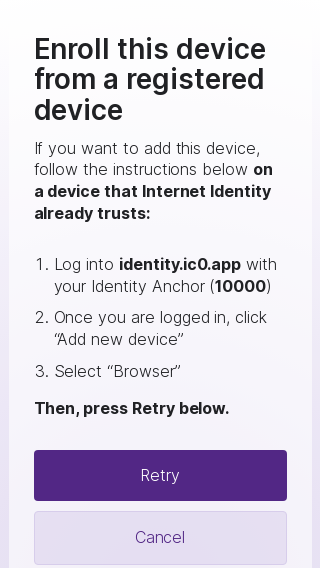 Enroll this device
from a registered
device
If you want to add this device,
follow the instructions below on
a device that Internet Identity
already trusts:
1. Log into identity.ic0.app with
your Identity Anchor (10000)
2. Once you are logged in, click
“Add new device”
3. Select “Browser”
Then, press Retry below.
Retry
Cancel